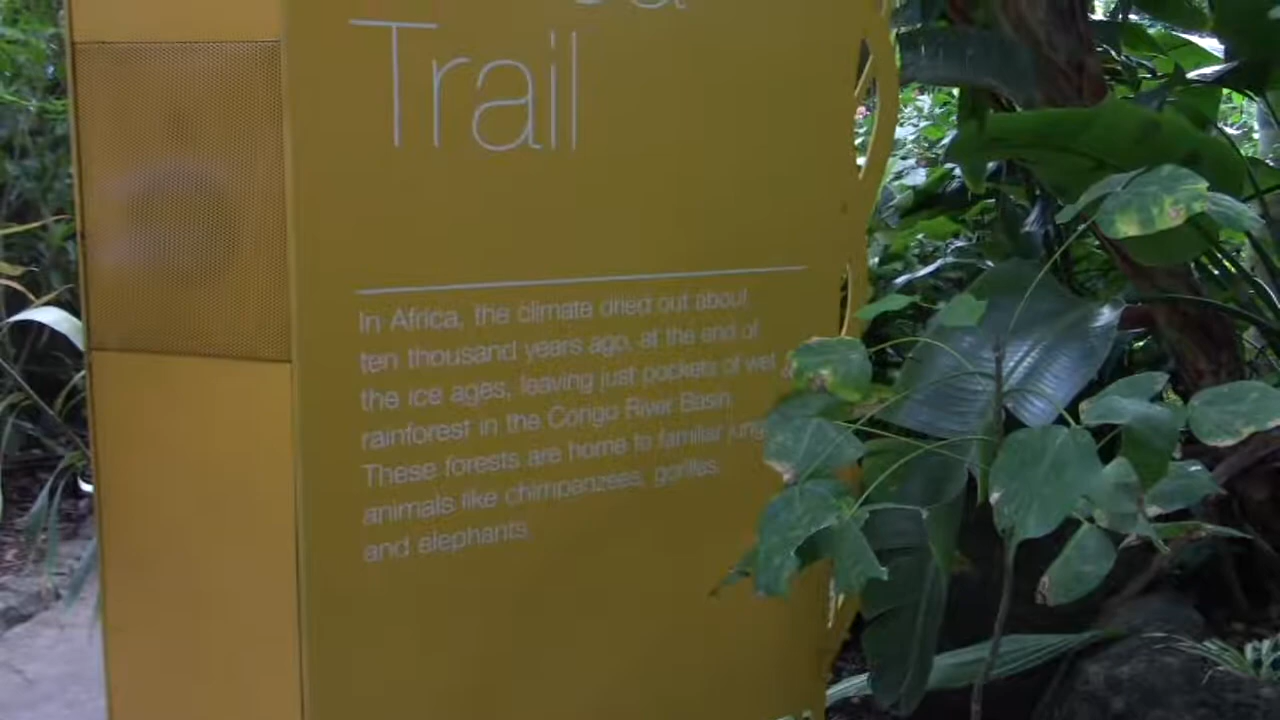 Trail
In Africa, the climate dried out about
ten thousand years ago, at the end of
the ice ages, leaving just pockets of wet
rainforest in the Congo River Basin.
These forests are home to familiar
animals like chimpanzees, gorillas,
and elephants.